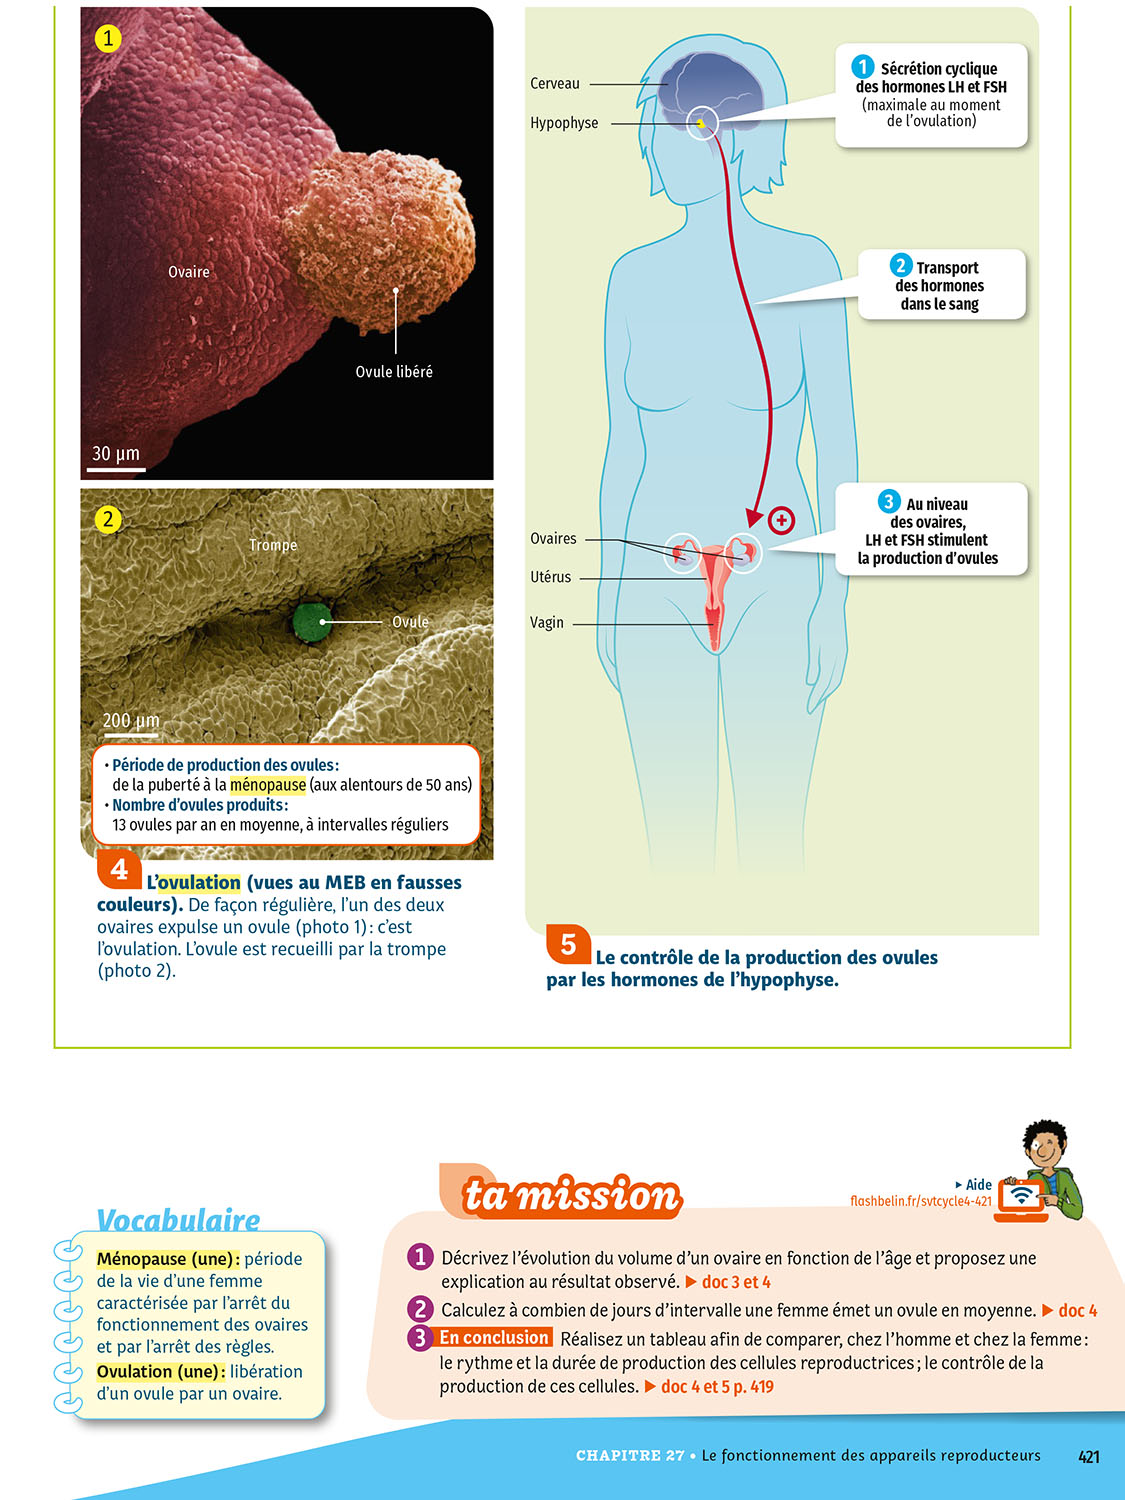 1
Ovaire
Ovule libéré
30 µm
2
Trompe
Ovule
200 µm
• Période de production des ovules :
de la puberté à la ménopause (aux alentours de 50 ans)
• Nombre d'ovules produits :
13 ovules par an en moyenne, à intervalles réguliers
4 L'ovulation (vues au MEB en fausses
couleurs). De façon régulière, l'un des deux
ovaires expulse un ovule (photo 1) : c'est
l'ovulation. L'ovule est recueilli par la trompe
(photo 2).
Cerveau
Hypophyse
1 Sécrétion cyclique
des hormones LH et FSH
(maximale au moment
de l'ovulation)
2 Transport
des hormones
dans le sang
+
3 Au niveau
des ovaires,
LH et FSH stimulent
la production d'ovules
Ovaires
Utérus
Vagin
5 Le contrôle de la production des ovules
par les hormones de l'hypophyse.
Vocabulaire
Ménopause (une) : période
de la vie d'une femme
caractérisée par l'arrêt du
fonctionnement des ovaires
et par l'arrêt des règles.
Ovulation (une) : libération
d'un ovule par un ovaire.
ta mission
▸ Aide
flashbelin.fr/svtcycle4-421
1 Décrivez l'évolution du volume d'un ovaire en fonction de l'âge et proposez une
explication au résultat observé. ▶ doc 3 et 4
2 Calculez à combien de jours d'intervalle une femme émet un ovule en moyenne. ▶ doc 4
3 En conclusion Réalisez un tableau afin de comparer, chez l'homme et chez la femme :
le rythme et la durée de production des cellules reproductrices ; le contrôle de la
production de ces cellules. ▶ doc 4 et 5 p. 419
CHAPITRE 27 • Le fonctionnement des appareils reproducteurs 421